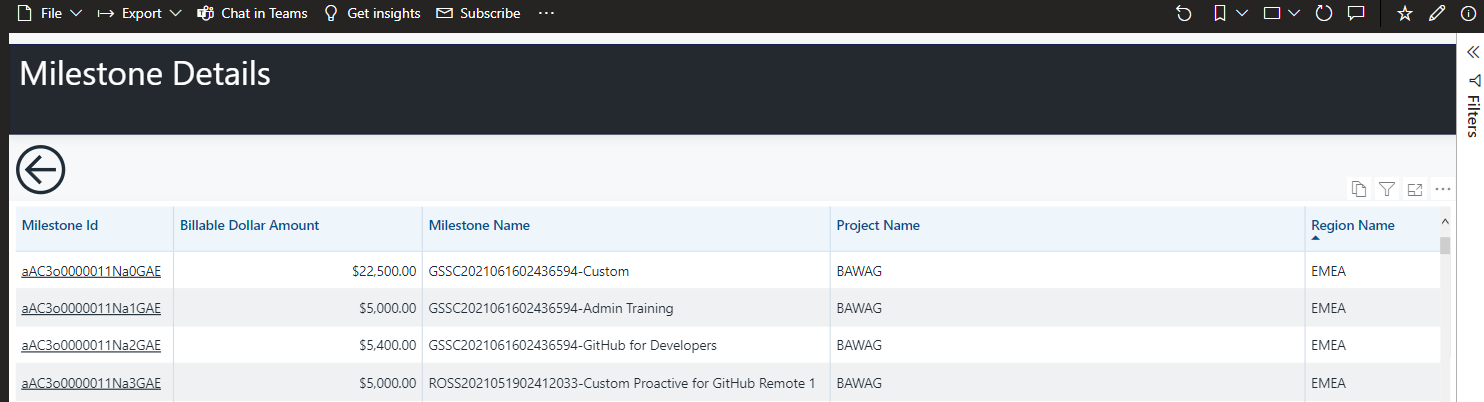 File Export Chat in Teams Get insights Subscribe ...
Milestone Details
Filters
Milestone Id Billable Dollar Amount Milestone Name Project Name Region Name
aAC3o0000011Na0GAE $22,500.00 GSSC2021061602436594-Custom BAWAG EMEA
aAC3o0000011Na1GAE $5,000.00 GSSC2021061602436594-Admin Training BAWAG EMEA
aAC3o0000011Na2GAE $5,400.00 GSSC2021061602436594-GitHub for Developers BAWAG EMEA
aAC3o0000011Na3GAE $5,000.00 ROSS2021051902412033-Custom Proactive for GitHub Remote 1 BAWAG EMEA